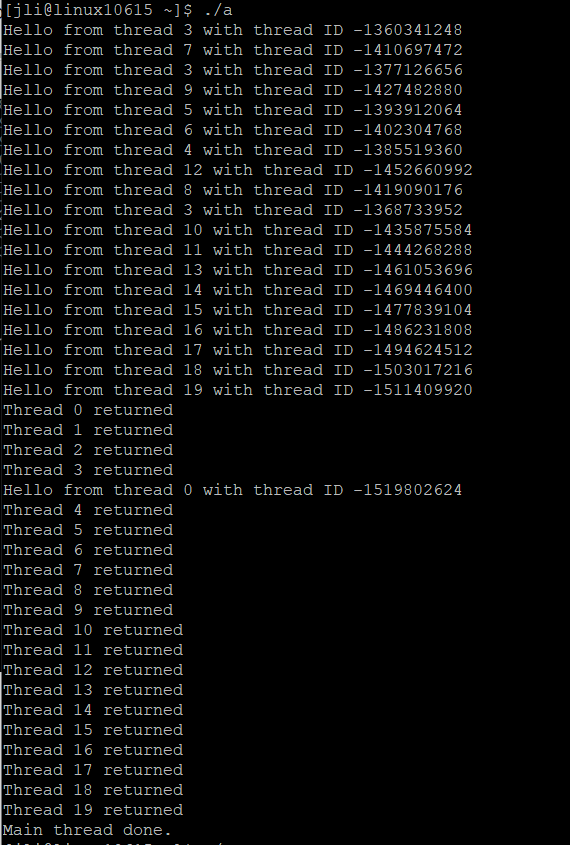 [jli@linux10615 ~]$ ./a
Hello from thread 3 with thread ID -1360341248
Hello from thread 7 with thread ID -1410697472
Hello from thread 3 with thread ID -1377126656
Hello from thread 9 with thread ID -1427482880
Hello from thread 5 with thread ID -1393912064
Hello from thread 6 with thread ID -1402304768
Hello from thread 4 with thread ID -1385519360
Hello from thread 12 with thread ID -1452660992
Hello from thread 8 with thread ID -1419090176
Hello from thread 3 with thread ID -1368733952
Hello from thread 10 with thread ID -1435875584
Hello from thread 11 with thread ID -1444268288
Hello from thread 13 with thread ID -1461053696
Hello from thread 14 with thread ID -1469446400
Hello from thread 15 with thread ID -1477839104
Hello from thread 16 with thread ID -1486231808
Hello from thread 17 with thread ID -1494624512
Hello from thread 18 with thread ID -1503017216
Hello from thread 19 with thread ID -1511409920
Thread 0 returned
Thread 1 returned
Thread 2 returned
Thread 3 returned
Hello from thread 0 with thread ID -1519802624
Thread 4 returned
Thread 5 returned
Thread 6 returned
Thread 7 returned
Thread 8 returned
Thread 9 returned
Thread 10 returned
Thread 11 returned
Thread 12 returned
Thread 13 returned
Thread 14 returned
Thread 15 returned
Thread 16 returned
Thread 17 returned
Thread 18 returned
Thread 19 returned
Main thread done.